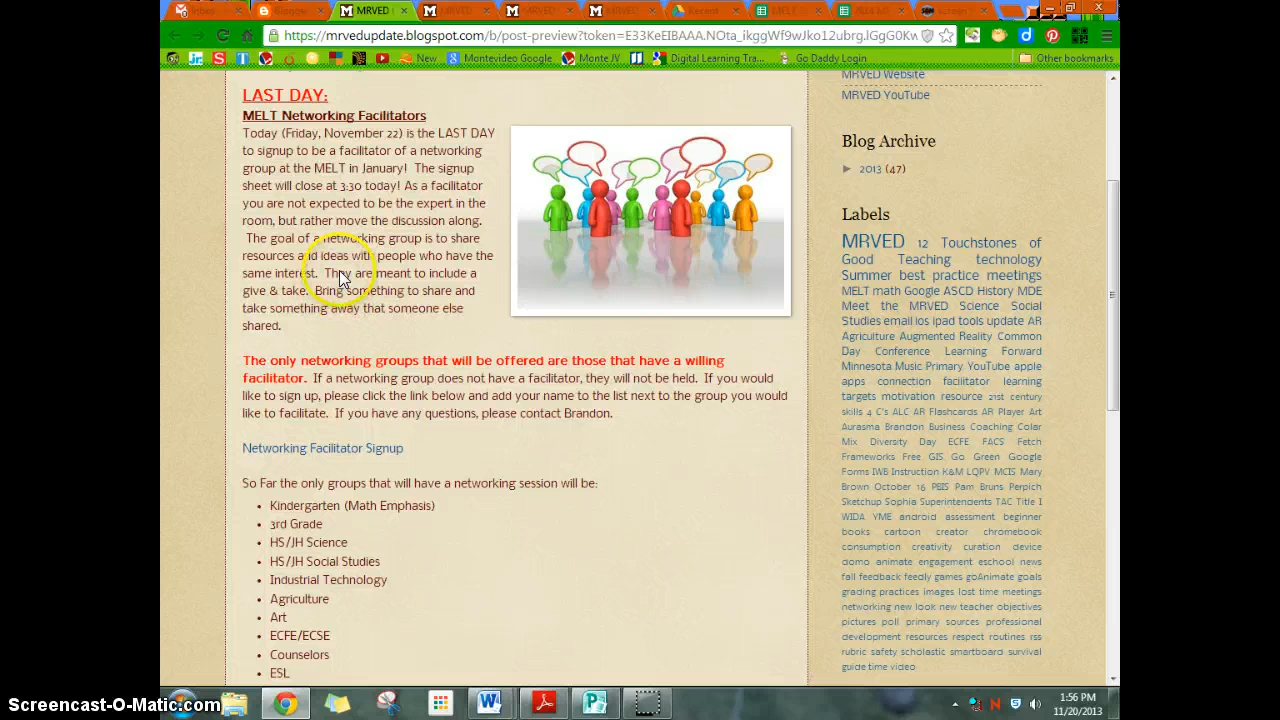 MRVED
https://mrvedupdate.blogspot.com/b/post-preview?token=E33KeEIBAAA.NOta_ikggWf9wJko12ubrg.lGgG0Kw
New
Montevideo Google
Monte JV
Digital Learning Tra...
Go Daddy Login
Other bookmarks
LAST DAY:
MELT Networking Facilitators
Today (Friday, November 22) is the LAST DAY
to signup to be a facilitator of a networking
group at the MELT in January! The signup
sheet will close at 3:30 today! As a facilitator
you are not expected to be the expert in the
room, but rather move the discussion along.
The goal of a networking group is to share
resources and ideas with people who have the
same interest. They are meant to include a
give & take. Bring something to share and
take something away that someone else
shared.
The only networking groups that will be offered are those that have a willing
facilitator. If a networking group does not have a facilitator, they will not be held. If you would
like to sign up, please click the link below and add your name to the list next to the group you would
like to facilitate. If you have any questions, please contact Brandon.
Networking Facilitator Signup
So Far the only groups that will have a networking session will be:
Kindergarten (Math Emphasis)
3rd Grade
HS/JH Science
HS/JH Social Studies
Industrial Technology
Agriculture
Art
ECFE/ECSE
Counselors
ESL
MRVED Website
MRVED YouTube
Blog Archive
► 2013 (47)
Labels
MRVED 12 Touchstones of
Good Teaching technology
Summer best practice meetings
MELT math Google ASCD History MDE
Meet the MRVED Science Social
Studies email ios ipad tools update AR
Agriculture Augmented Reality Common
Day Conference Learning Forward
Minnesota Music Primary YouTube apple
apps connection facilitator learning
targets motivation resource 21st century
skills 4 C's ALC AR Flashcards AR Player Art
Aurasma Brandon Business Coaching Colar
Mix Diversity Day ECFE FACS Fetch
Frameworks Free GIS Go Green Google
Forms IWB Instruction K&M LQPV MCIS Mary
Brown October 16 PBIS Pam Bruns Perpich
Sketchup Sophia Superintendents TAC Title I
WIDA YME android assessment beginner
books cartoon creator chromebook
consumption creativity curation device
domo animate engagement eschool news
fall feedback feedly games goAnimate goals
grading practices images lost time meetings
networking new look new teacher objectives
pictures poll primary sources professional
development resources respect routines rss
rubric safety scholastic smartboard survival
guide time video
1:56 PM
11/20/2013
Screencast-O-Matic.com